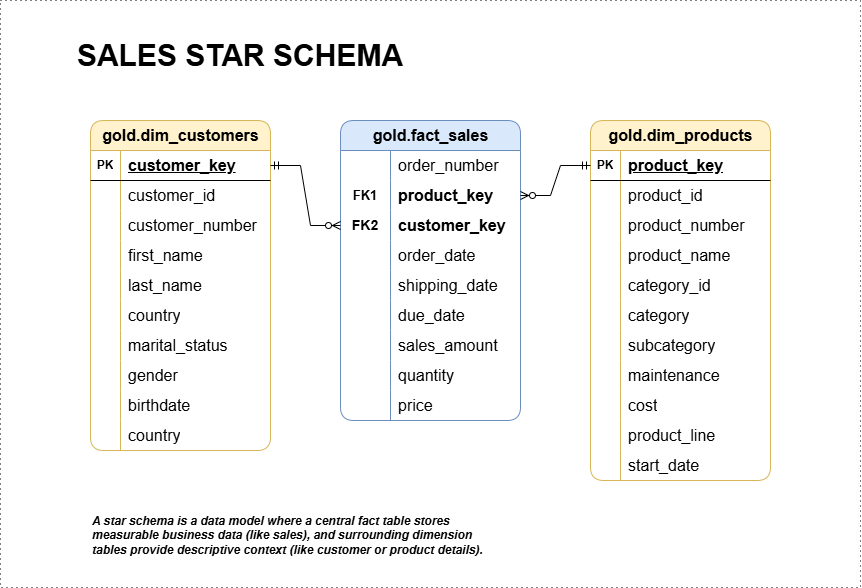 SALES STAR SCHEMA
gold.dim_customers
PK customer_key
customer_id
customer_number
first_name
last_name
country
marital_status
gender
birthdate
country
gold.fact_sales
order_number
FK1 product_key
FK2 customer_key
order_date
shipping_date
due_date
sales_amount
quantity
price
gold.dim_products
PK product_key
product_id
product_number
product_name
category_id
category
subcategory
maintenance
cost
product_line
start_date
A star schema is a data model where a central fact table stores
measurable business data (like sales), and surrounding dimension
tables provide descriptive context (like customer or product details).